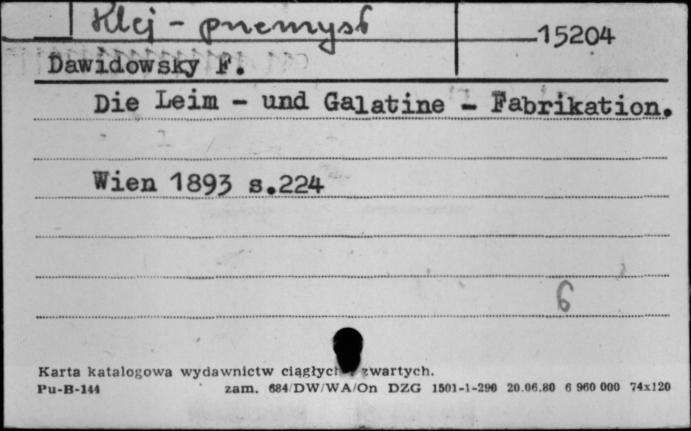 Klej - przemysł
15204
Dawidowsky F.
Die Leim - und Galatine - Fabrikation.
Wien 1893 s.224
6
Karta katalogowa wydawnictw ciągłych zwartych.
Pu-B-144 zam. 684/DW/WA/On DZG 1501-1-290 20.06.80 6 960 000 74x120